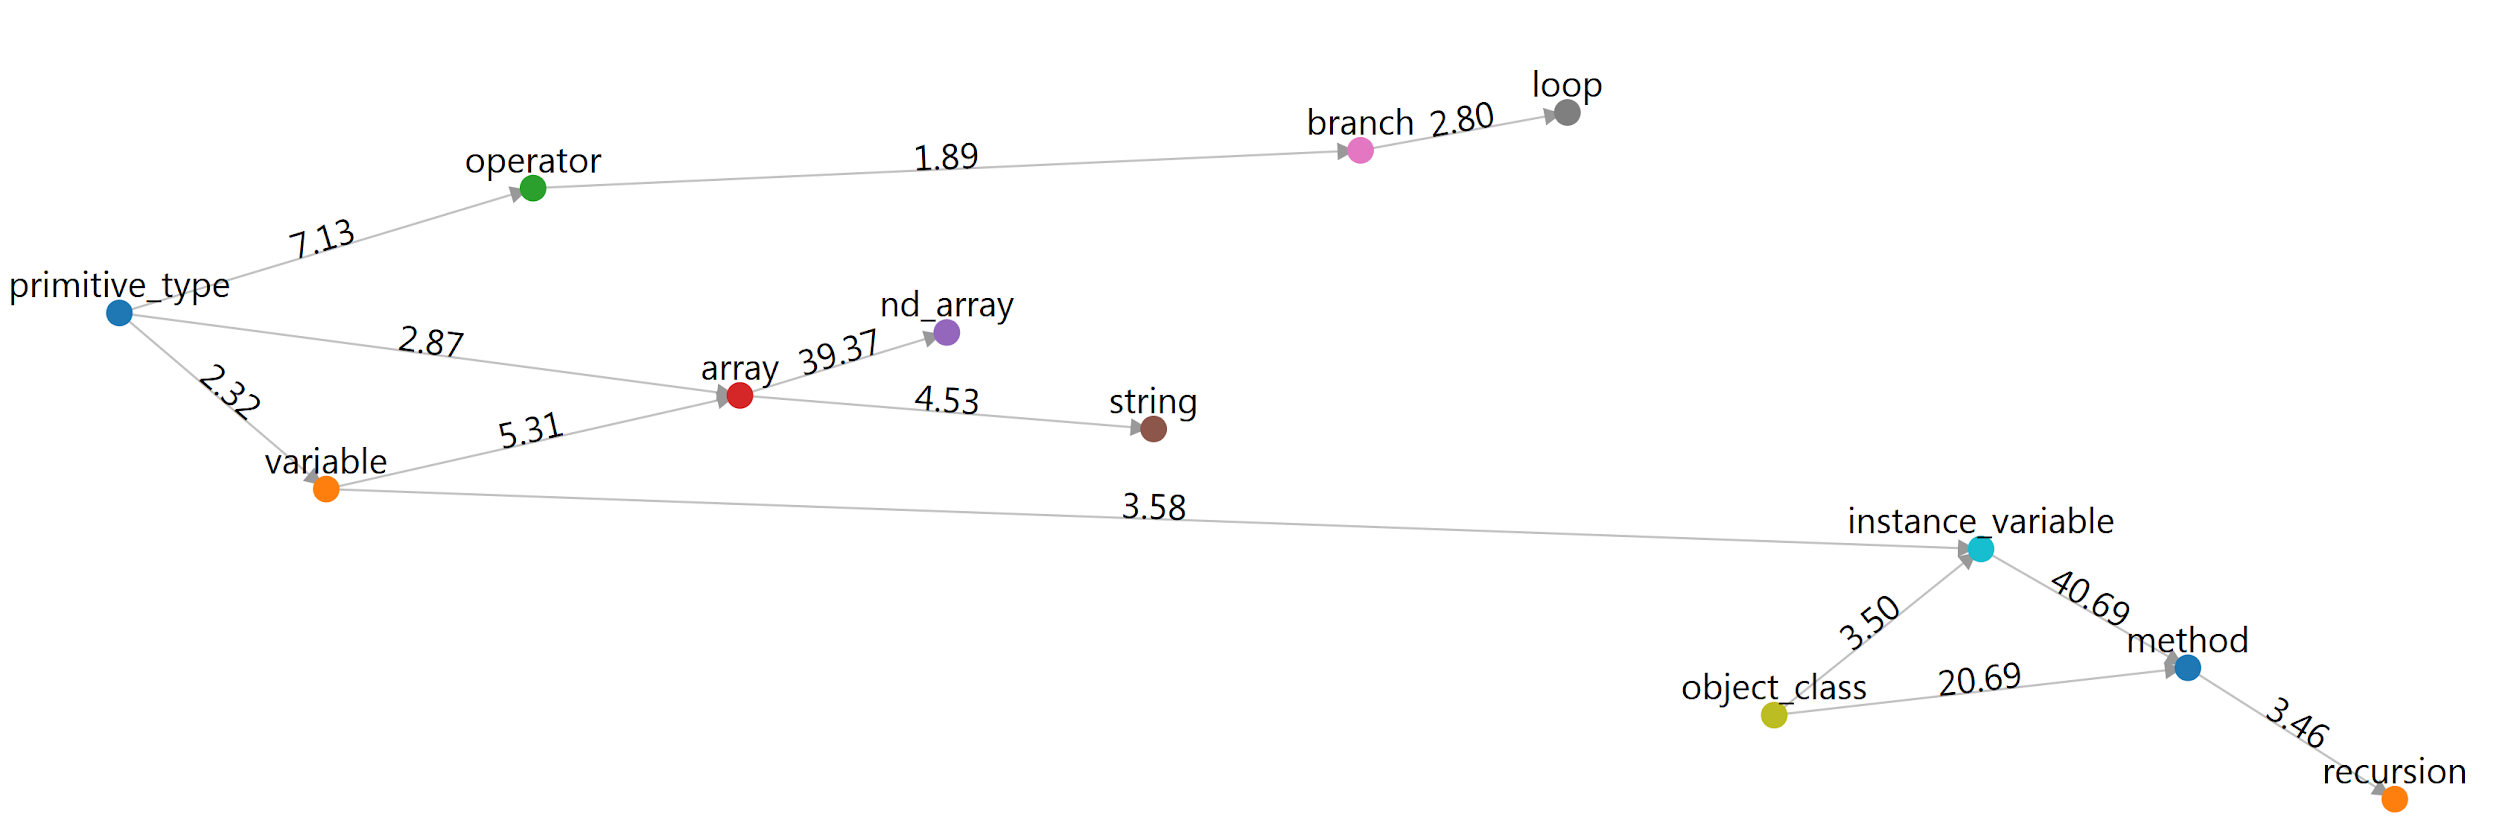 loop
branch
2.80
operator
1.89
7.13
primitive_type
nd_array
2.87
39.37
array
2.32
string
4.53
5.31
variable
3.58
instance_variable
40.69
3.50
method
object_class
20.69
3.46
recursion